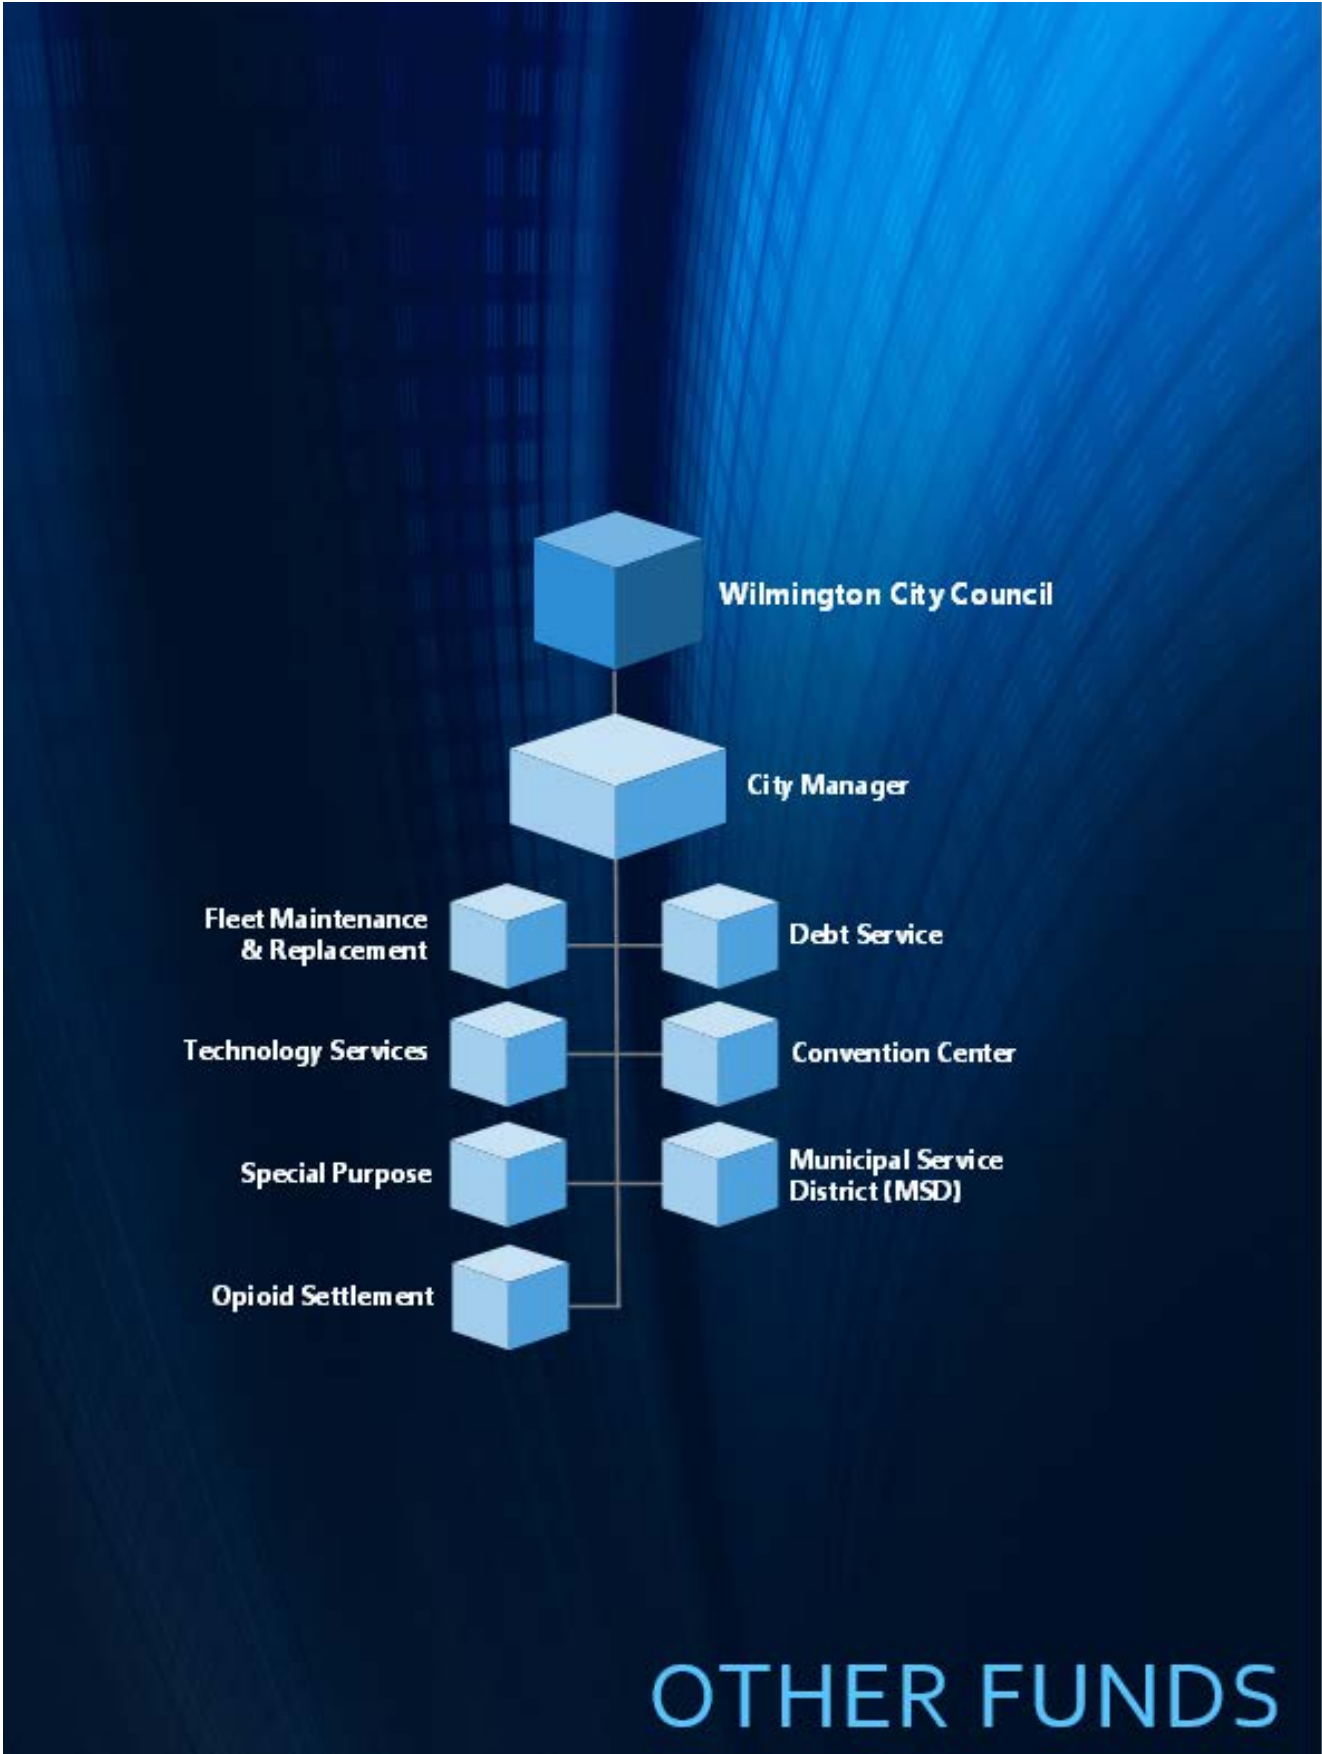 Wilmington City Council
City Manager
Fleet Maintenance
& Replacement
Debt Service
Technology Services
Convention Center
Special Purpose
Municipal Service
District (MSD)
Opioid Settlement
OTHER FUNDS